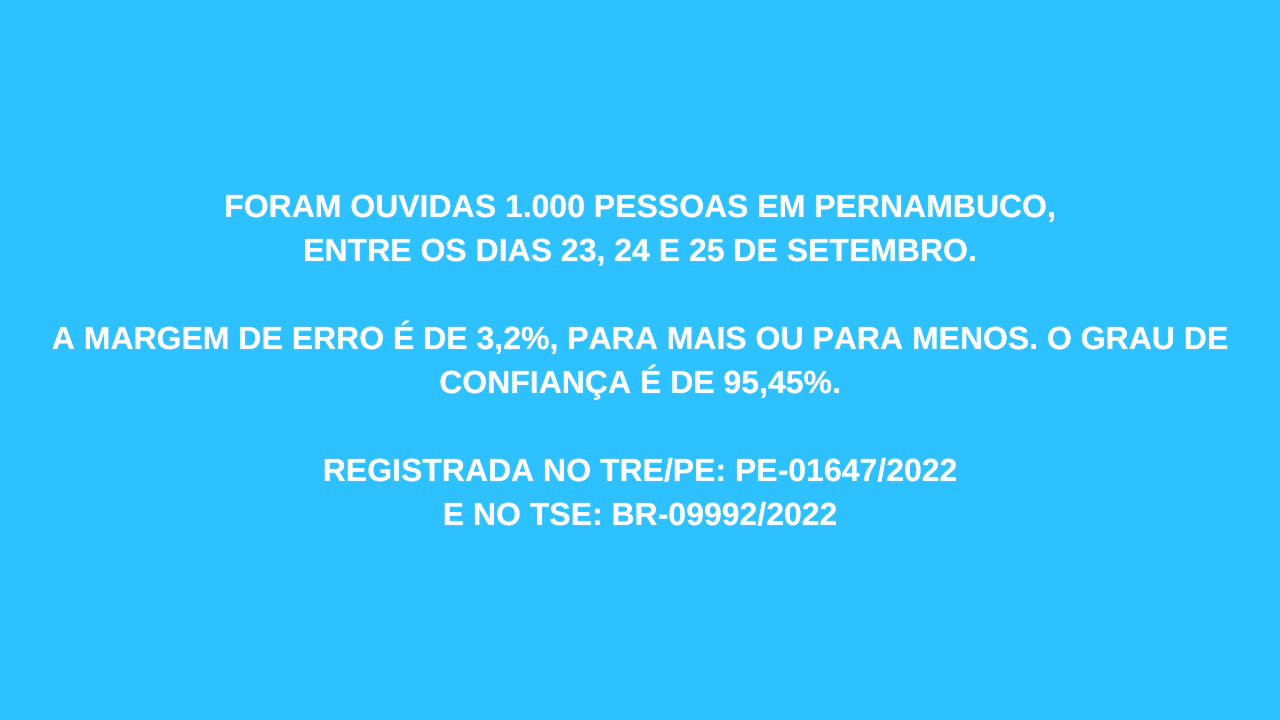 FORAM OUVIDAS 1.000 PESSOAS EM PERNAMBUCO,
ENTRE OS DIAS 23, 24 E 25 DE SETEMBRO.
A MARGEM DE ERRO É DE 3,2%, PARA MAIS OU PARA MENOS. O GRAU DE
CONFIANÇA É DE 95,45%.
REGISTRADA NO TRE/PE: PE-01647/2022
E NO TSE: BR-09992/2022